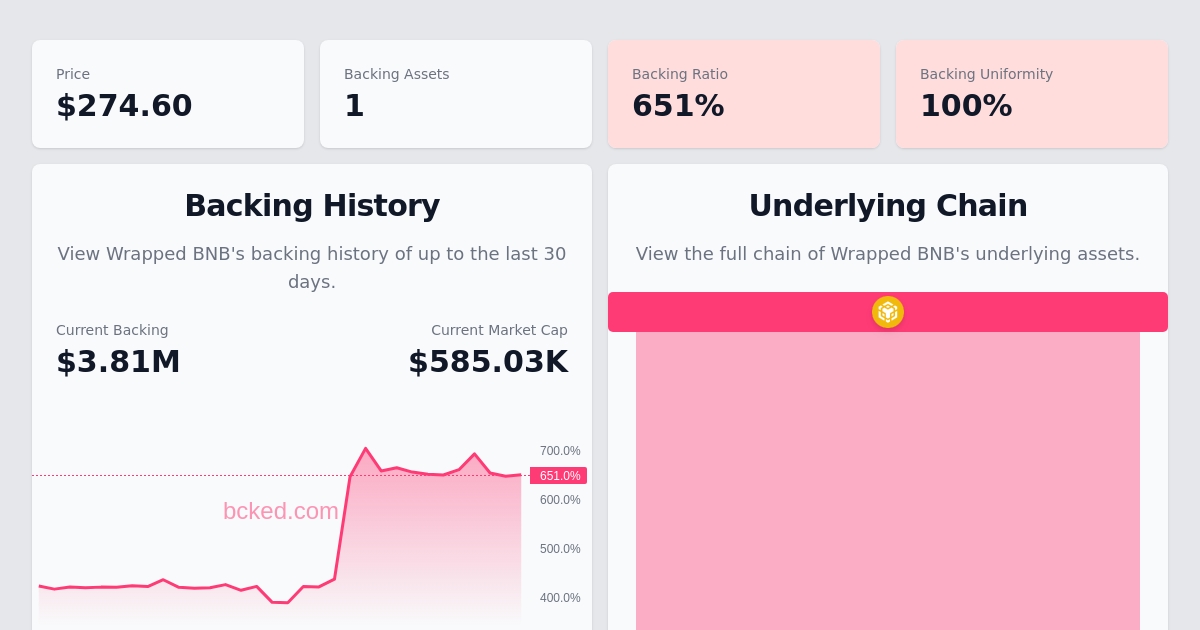 Price
$274.60
Backing Assets
1
Backing Ratio
651%
Backing Uniformity
100%
Backing History
View Wrapped BNB's backing history of up to the last 30
days.
Current Backing
$3.81M
Current Market Cap
$585.03K
700.0%
651.0%
600.0%
500.0%
400.0%
bcked.com
Underlying Chain
View the full chain of Wrapped BNB's underlying assets.